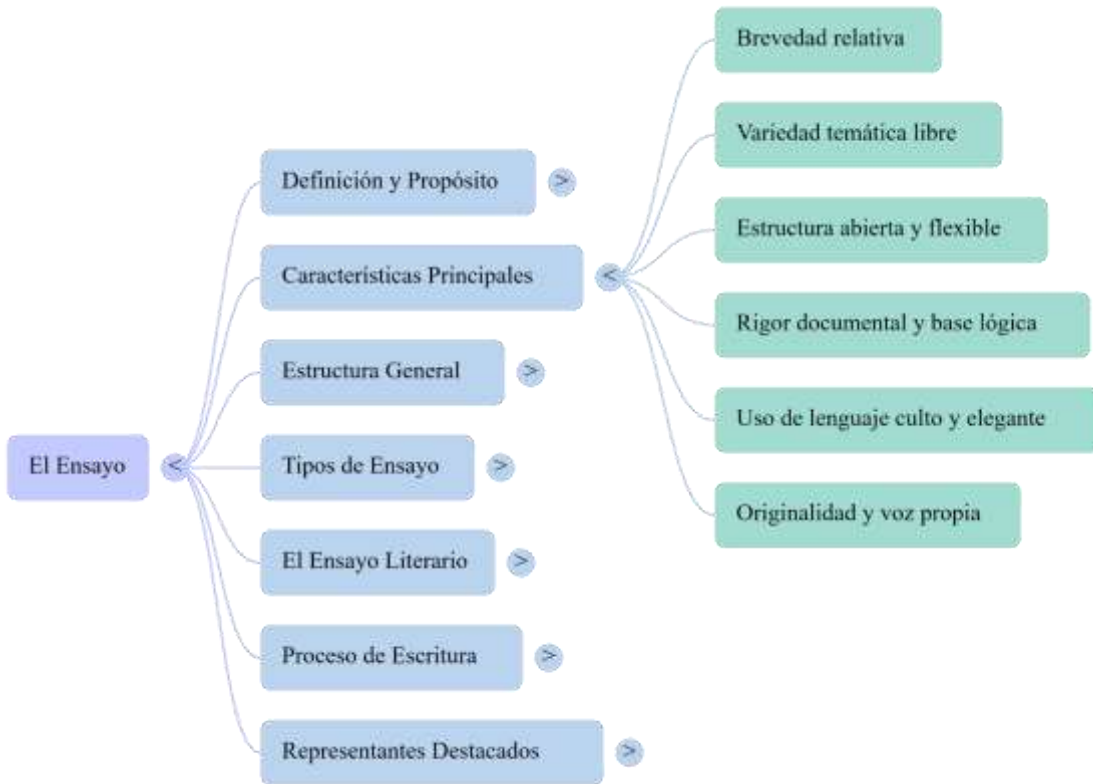 El Ensayo
<
Definición y Propósito
>
Características Principales
<
Brevedad relativa
Variedad temática libre
Estructura abierta y flexible
Rigor documental y base lógica
Uso de lenguaje culto y elegante
Originalidad y voz propia
Estructura General
>
Tipos de Ensayo
>
El Ensayo Literario
>
Proceso de Escritura
>
Representantes Destacados
>